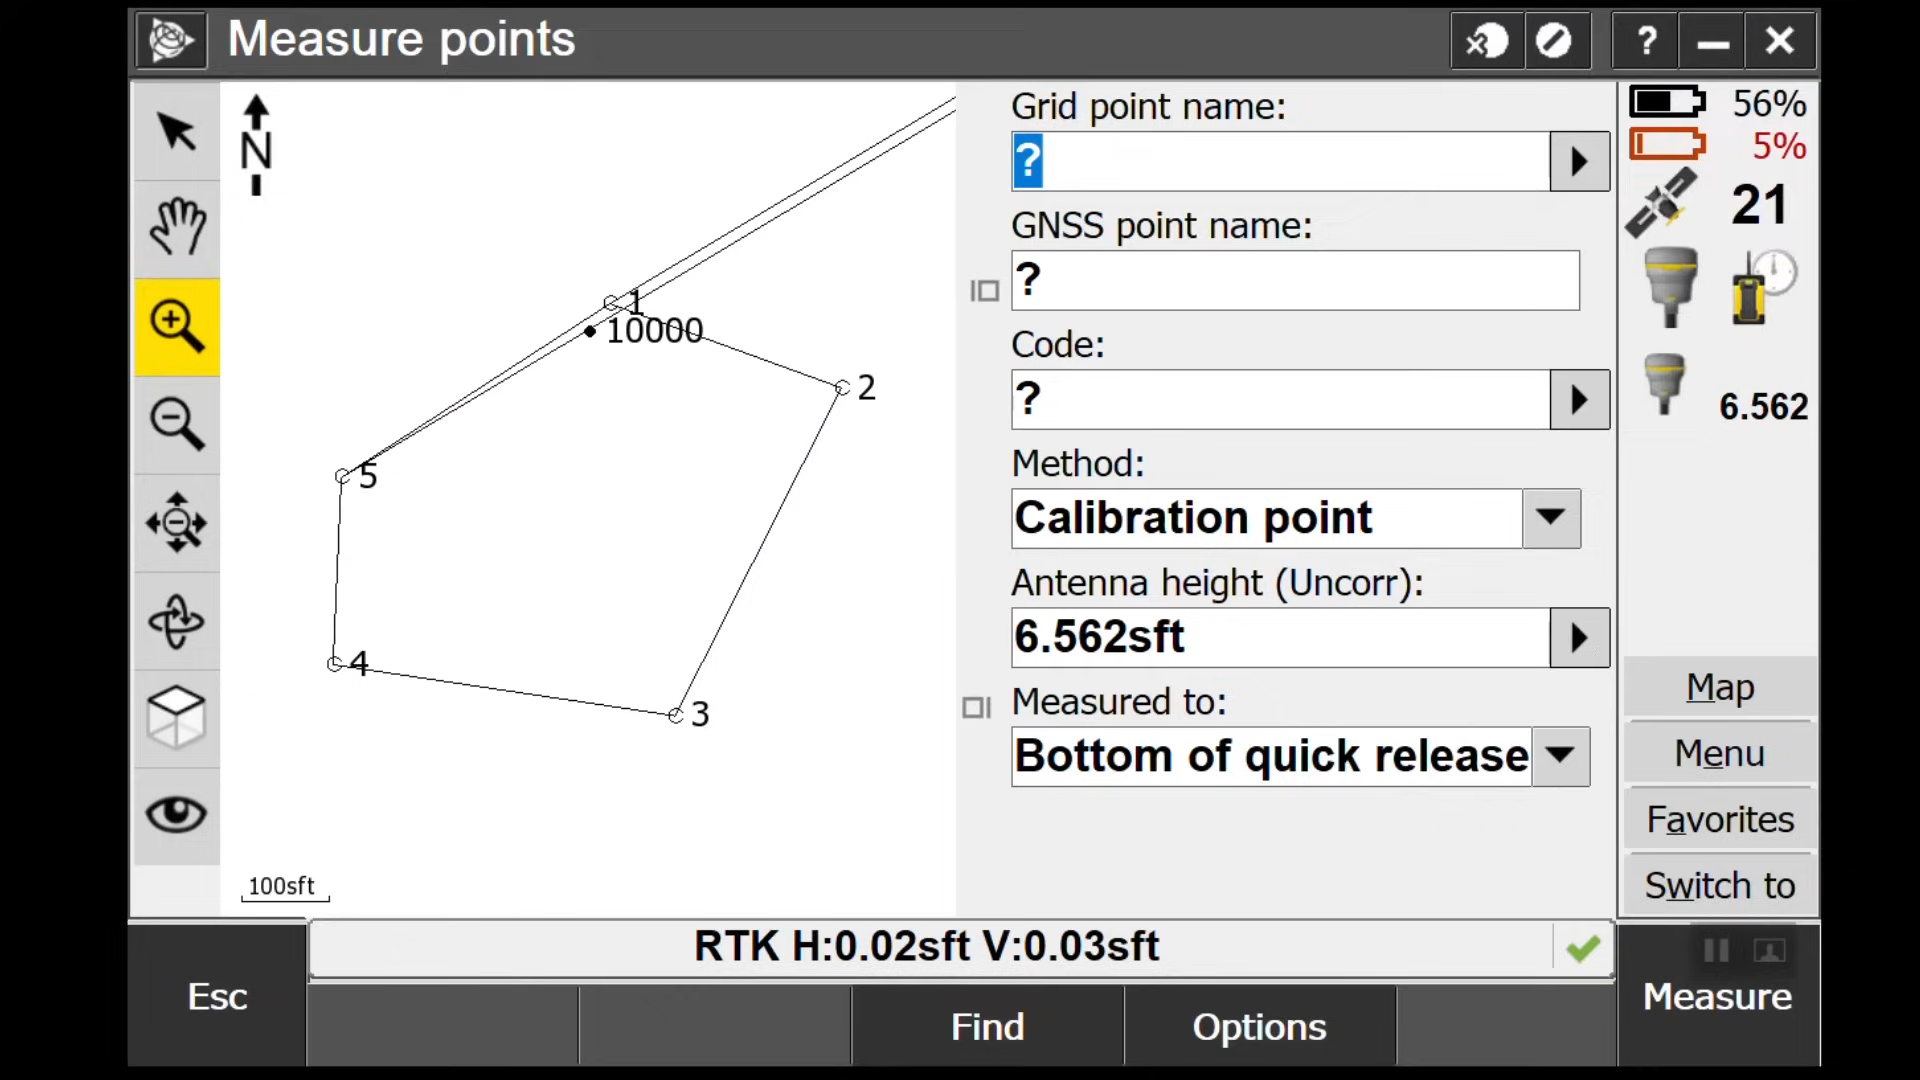 Measure points
?
N
1
10000
2
5
4
3
100sft
Grid point name:
?
GNSS point name:
?
Code:
?
Method:
Calibration point
Antenna height (Uncorr):
6.562sft
Measured to:
Bottom of quick release
56%
5%
21
6.562
Map
Menu
Favorites
Switch to
RTK H:0.02sft V:0.03sft
Esc
Find
Options
Measure